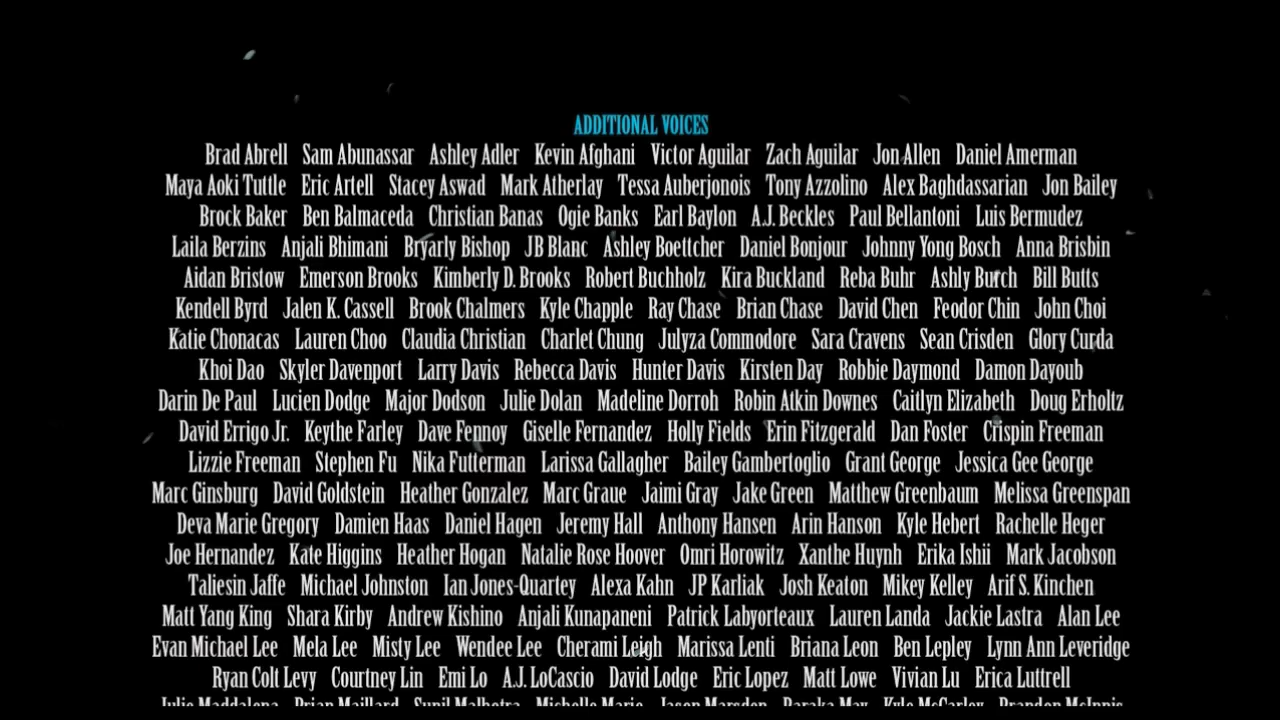 ADDITIONAL VOICES
Brad Abrell Sam Abunassar Ashley Adler Kevin Afghani Victor Aguilar Zach Aguilar Jon Allen Daniel Amerman
Maya Aoki Tuttle Eric Artell Stacey Aswad Mark Atherlay Tessa Auberjonois Tony Azzolino Alex Baghdassarian Jon Bailey
Brock Baker Ben Balmaceda Christian Banas Ogie Banks Earl Baylon A.J. Beckles Paul Bellantoni Luis Bermudez
Laila Berzins Anjali Bhimani Bryarly Bishop JB Blanc Ashley Boettcher Daniel Bonjour Johnny Yong Bosch Anna Brisbin
Aidan Bristow Emerson Brooks Kimberly D. Brooks Robert Buchholz Kira Buckland Reba Buhr Ashly Burch Bill Butts
Kendell Byrd Jalen K. Cassell Brook Chalmers Kyle Chapple Ray Chase Brian Chase David Chen Feodor Chin John Choi
Katie Chonacas Lauren Choo Claudia Christian Charlet Chung Julyza Commodore Sara Cravens Sean Crisden Glory Curda
Khoi Dao Skyler Davenport Larry Davis Rebecca Davis Hunter Davis Kirsten Day Robbie Daymond Damon Dayoub
Darin De Paul Lucien Dodge Major Dodson Julie Dolan Madeline Dorroh Robin Atkin Downes Caitlyn Elizabeth Doug Erholtz
David Errigo Jr. Keythe Farley Dave Fennoy Giselle Fernandez Holly Fields Erin Fitzgerald Dan Foster Crispin Freeman
Lizzie Freeman Stephen Fu Nika Futterman Larissa Gallagher Bailey Gambertoglio Grant George Jessica Gee George
Marc Ginsburg David Goldstein Heather Gonzalez Marc Graue Jaimi Gray Jake Green Matthew Greenbaum Melissa Greenspan
Deva Marie Gregory Damien Haas Daniel Hagen Jeremy Hall Anthony Hansen Arin Hanson Kyle Hebert Rachelle Heger
Joe Hernandez Kate Higgins Heather Hogan Natalie Rose Hoover Omri Horowitz Xanthe Huynh Erika Ishii Mark Jacobson
Taliesin Jaffe Michael Johnston Ian Jones-Quartey Alexa Kahn JP Karliak Josh Keaton Mikey Kelley Arif S. Kinchen
Matt Yang King Shara Kirby Andrew Kishino Anjali Kunapaneni Patrick Labyorteaux Lauren Landa Jackie Lastra Alan Lee
Evan Michael Lee Mela Lee Misty Lee Wendee Lee Cherami Leigh Marissa Lenti Briana Leon Ben Lepley Lynn Ann Leveridge
Ryan Colt Levy Courtney Lin Emi Lo A.J. LoCascio David Lodge Eric Lopez Matt Lowe Vivian Lu Erica Luttrell